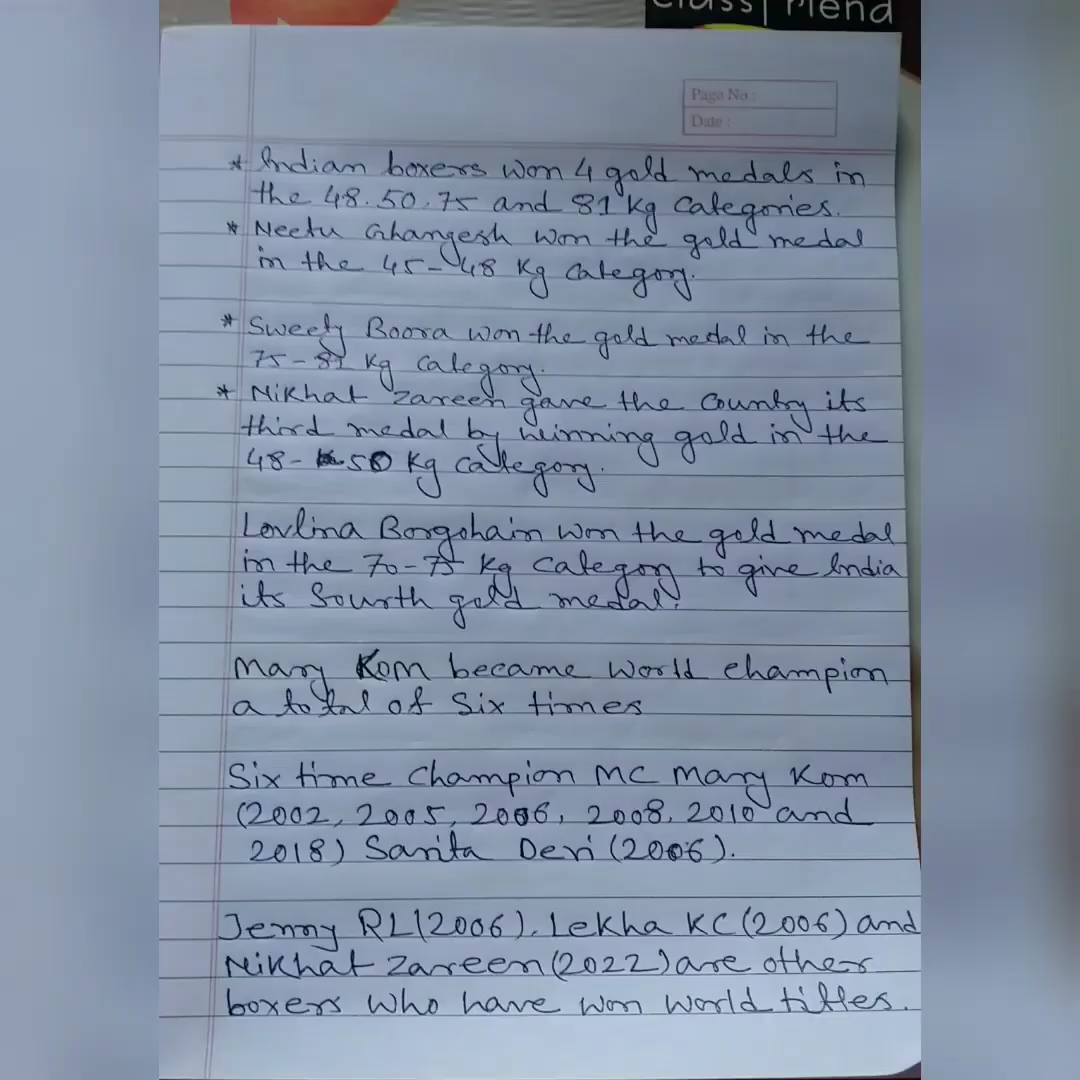 classfriend
Page No :
Date :
* Indian boxers won 4 gold medals in
the 48.50.75 and 81 kg categories.
* Neetu Ghangesh won the gold medal
in the 45-48 kg category.
* Sweety Boora won the gold medal in the
75-81 kg category.
* Nikhat Zareen gave the country its
third medal by winning gold in the
48-50 kg category.
Lovlina Borgohain won the gold medal
in the 70-75 kg category to give India
its fourth gold medal.
Mary Kom became world champion
a total of six times
Six time champion MC Mary Kom
(2002, 2005, 2006, 2008, 2010 and
2018) Sarita Devi (2006).
Jenny RL (2006), Lekha KC (2006) and
Nikhat Zareen (2022) are other
boxers who have won world titles.